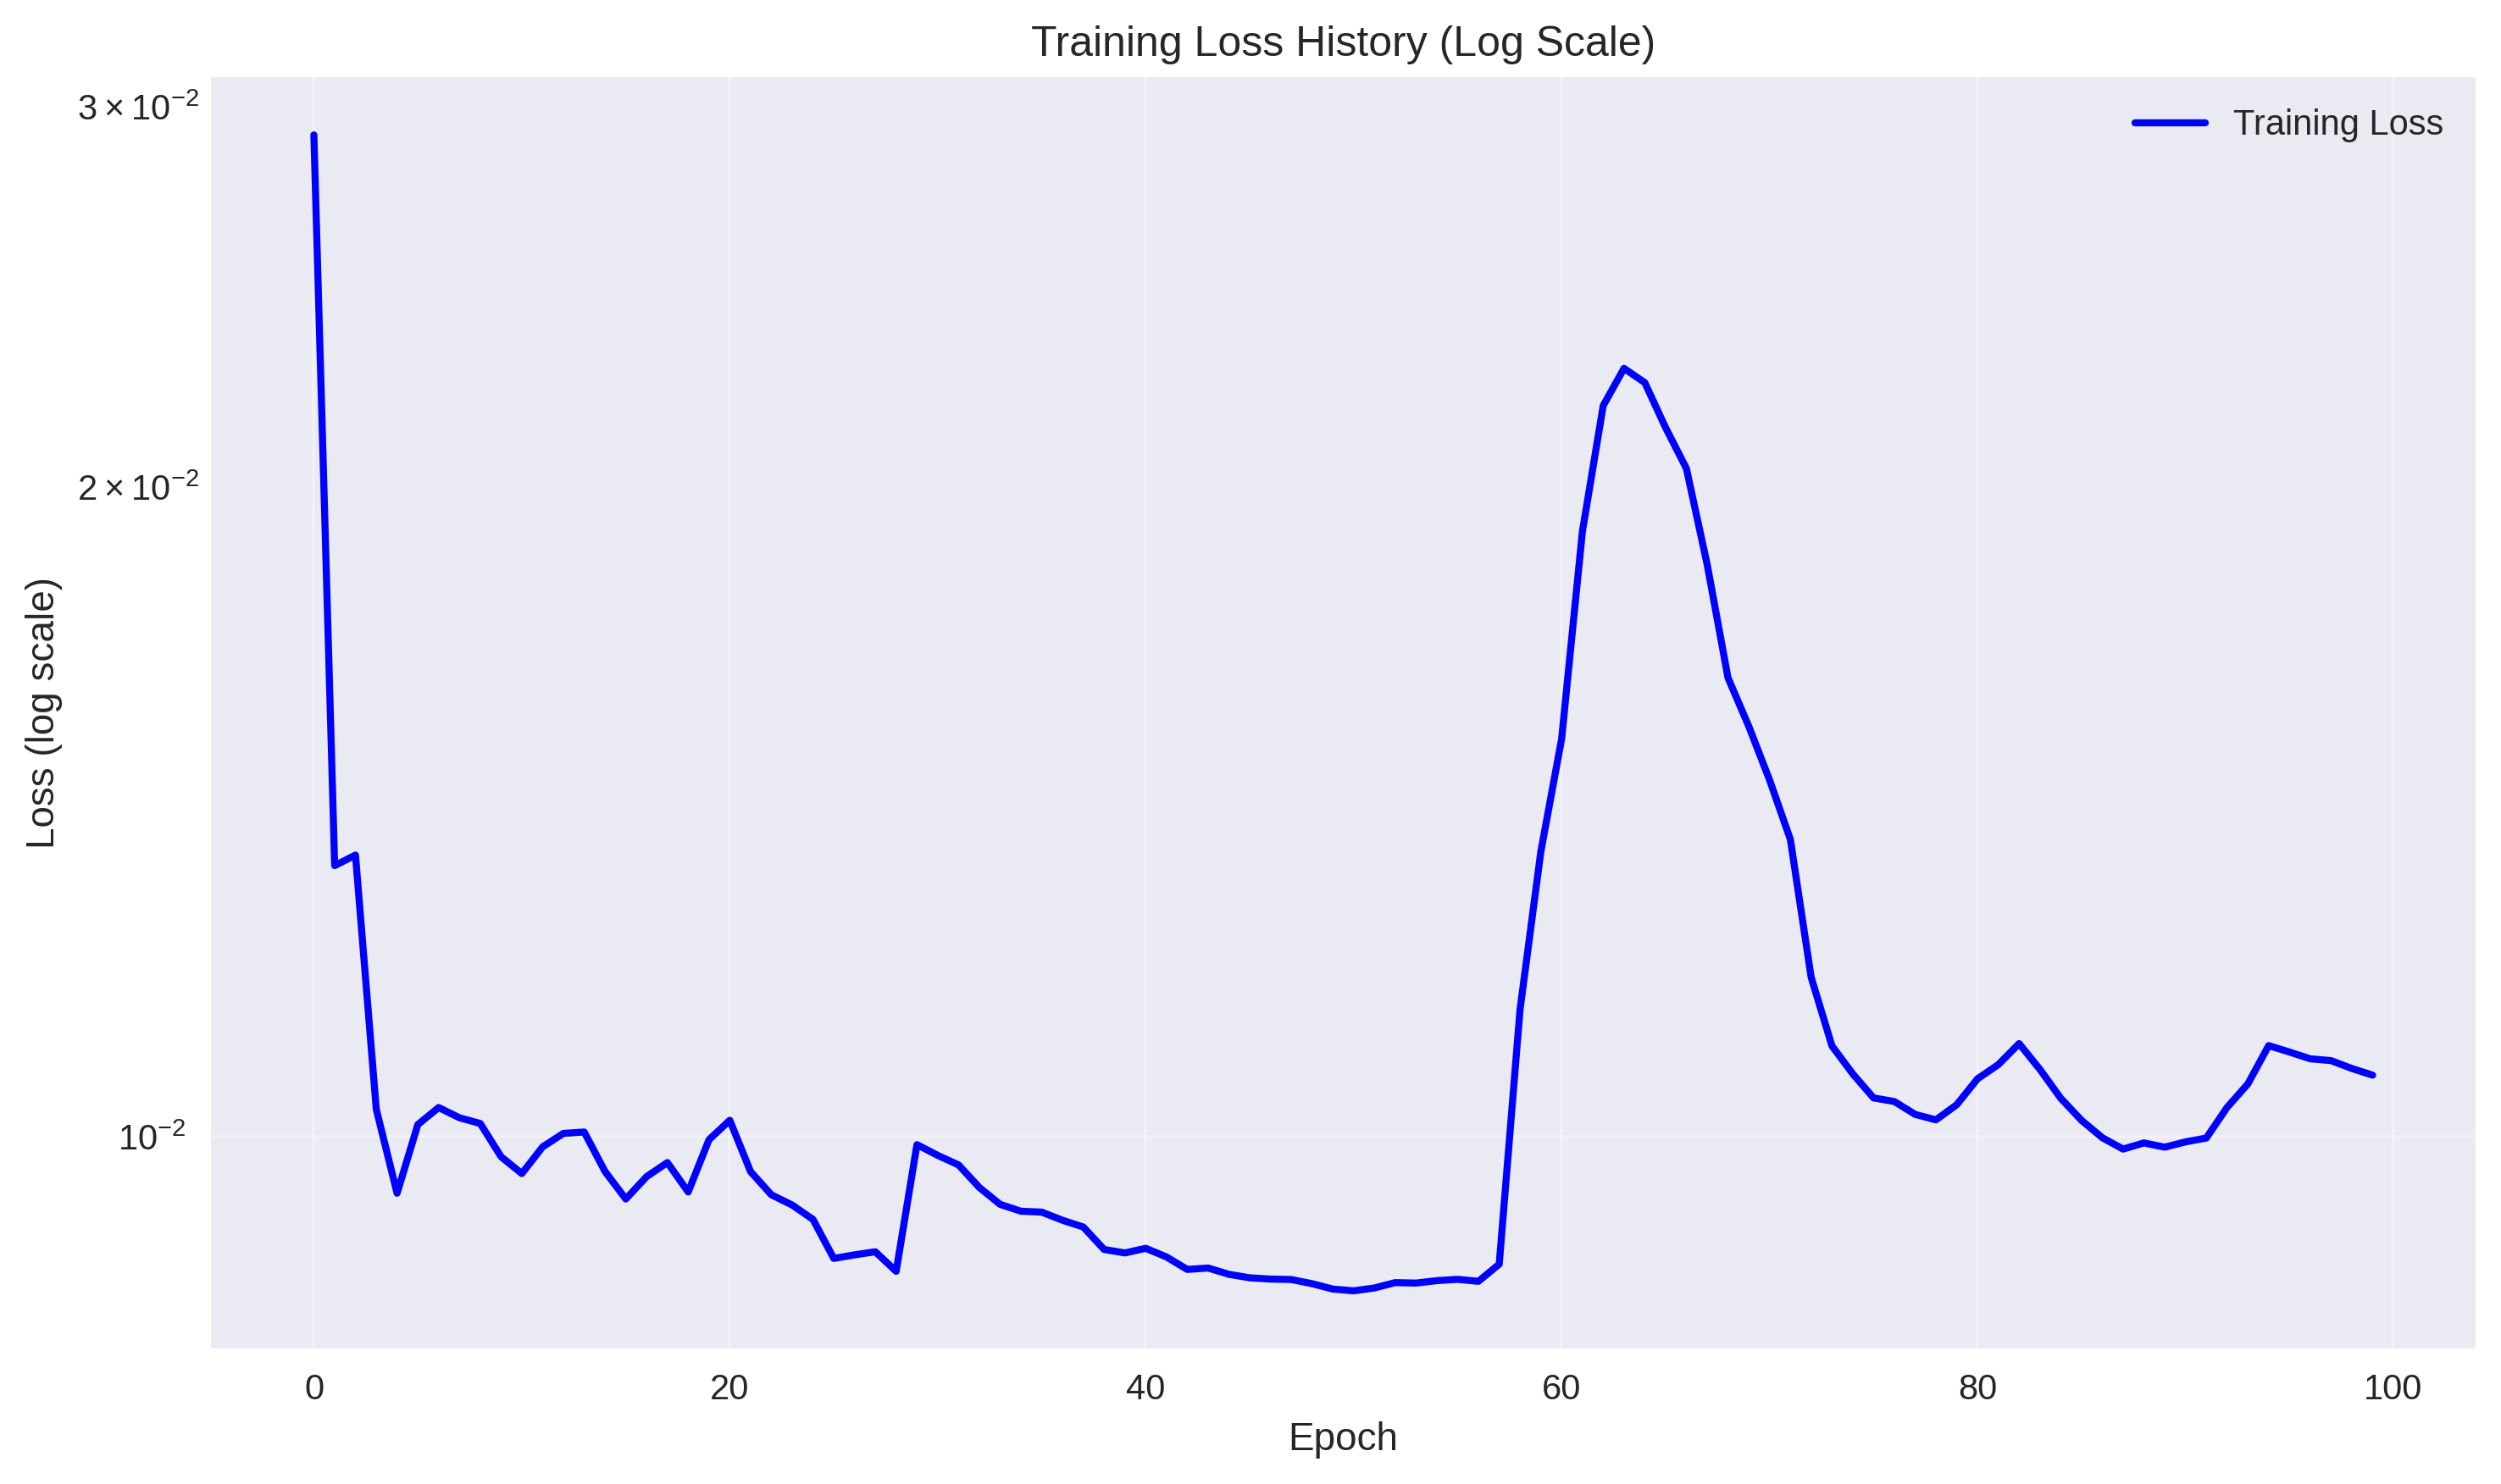 Training Loss History (Log Scale)
3 × 10⁻²
2 × 10⁻²
10⁻²
Loss (log scale)
Training Loss
0 20 40 60 80 100
Epoch